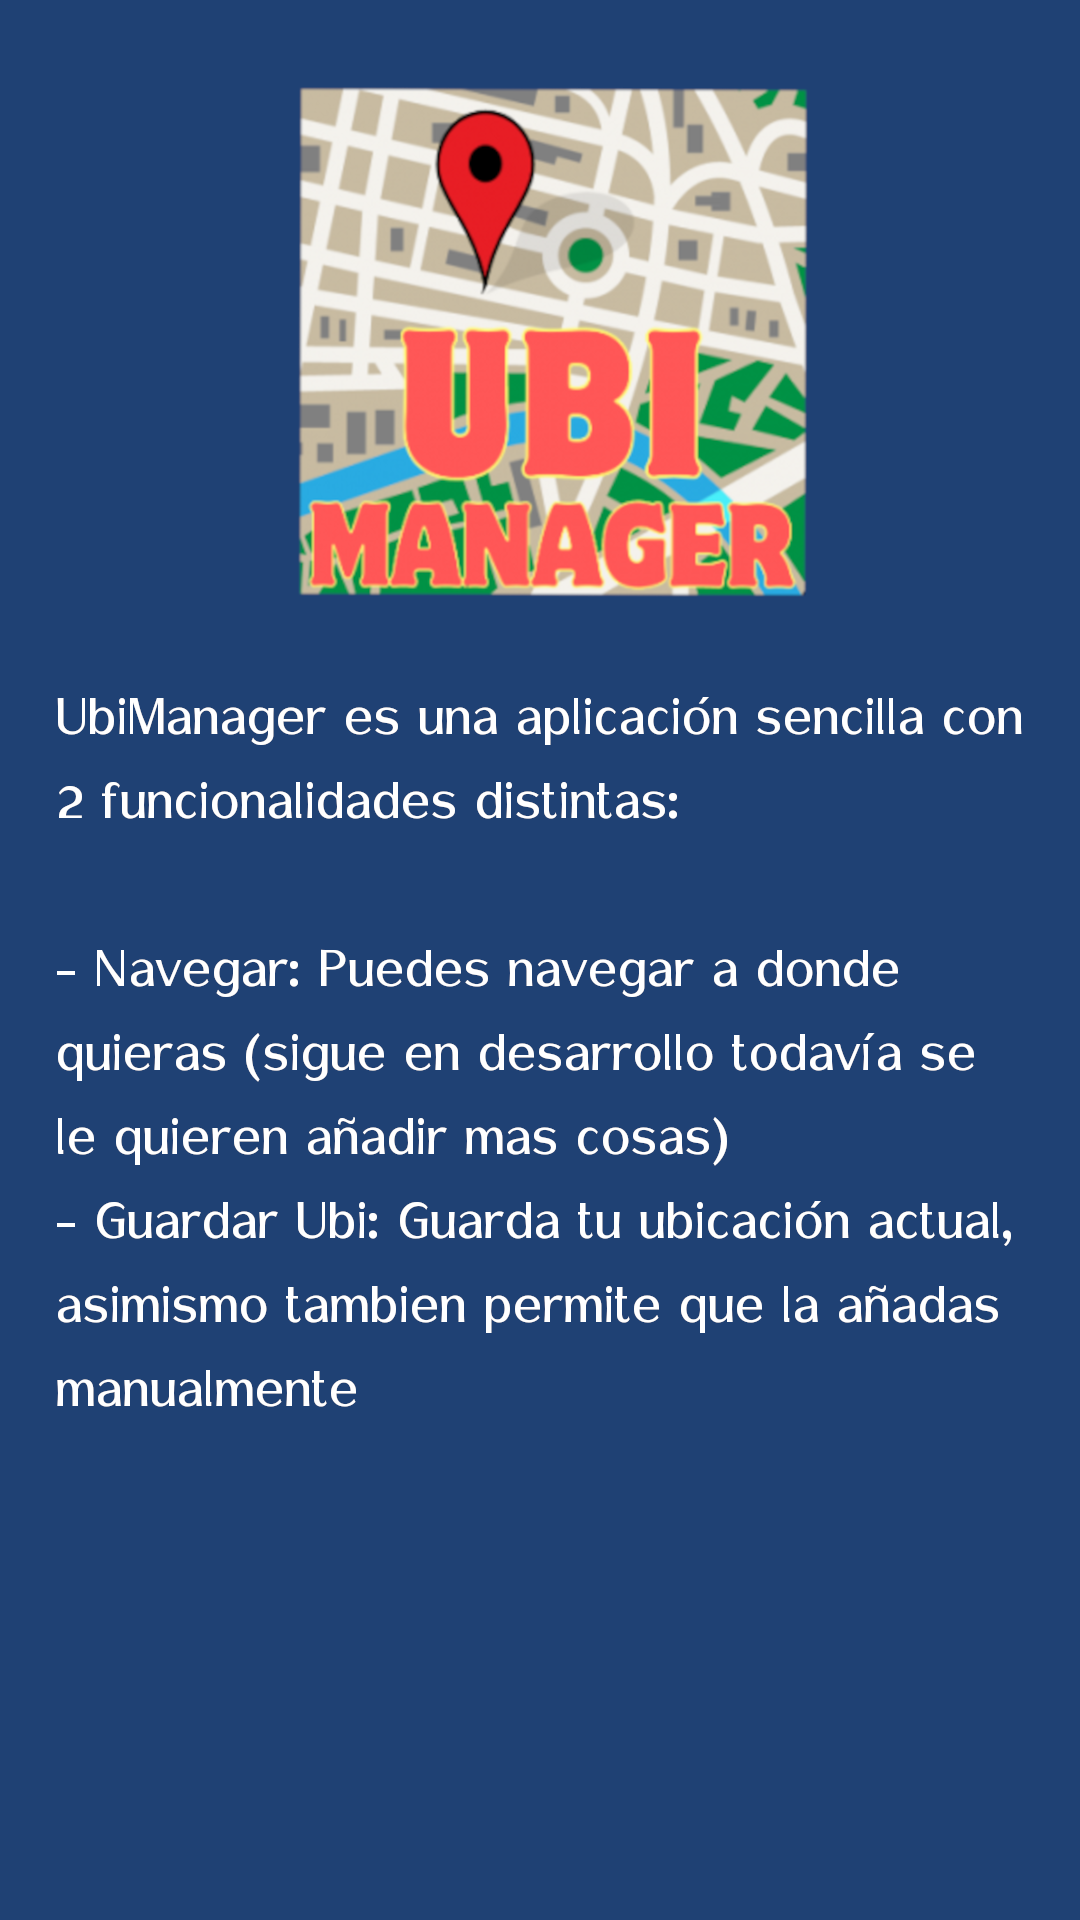 UBI
MANAGER
UbiManager es una aplicación sencilla con
2 funcionalidades distintas:
- Navegar: Puedes navegar a donde
quieras (sigue en desarrollo todavía se
le quieren añadir mas cosas)
- Guardar Ubi: Guarda tu ubicación actual,
asimismo tambien permite que la añadas
manualmente